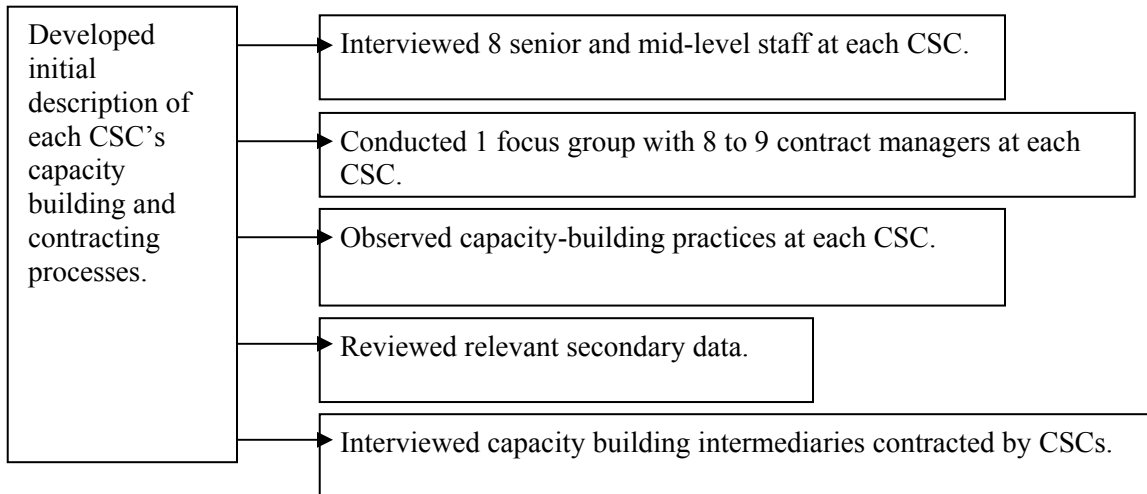 Developed
initial
description of
each CSC’s
capacity
building and
contracting
processes.
Interviewed 8 senior and mid-level staff at each CSC.
Conducted 1 focus group with 8 to 9 contract managers at each
CSC.
Observed capacity-building practices at each CSC.
Reviewed relevant secondary data.
Interviewed capacity building intermediaries contracted by CSCs.